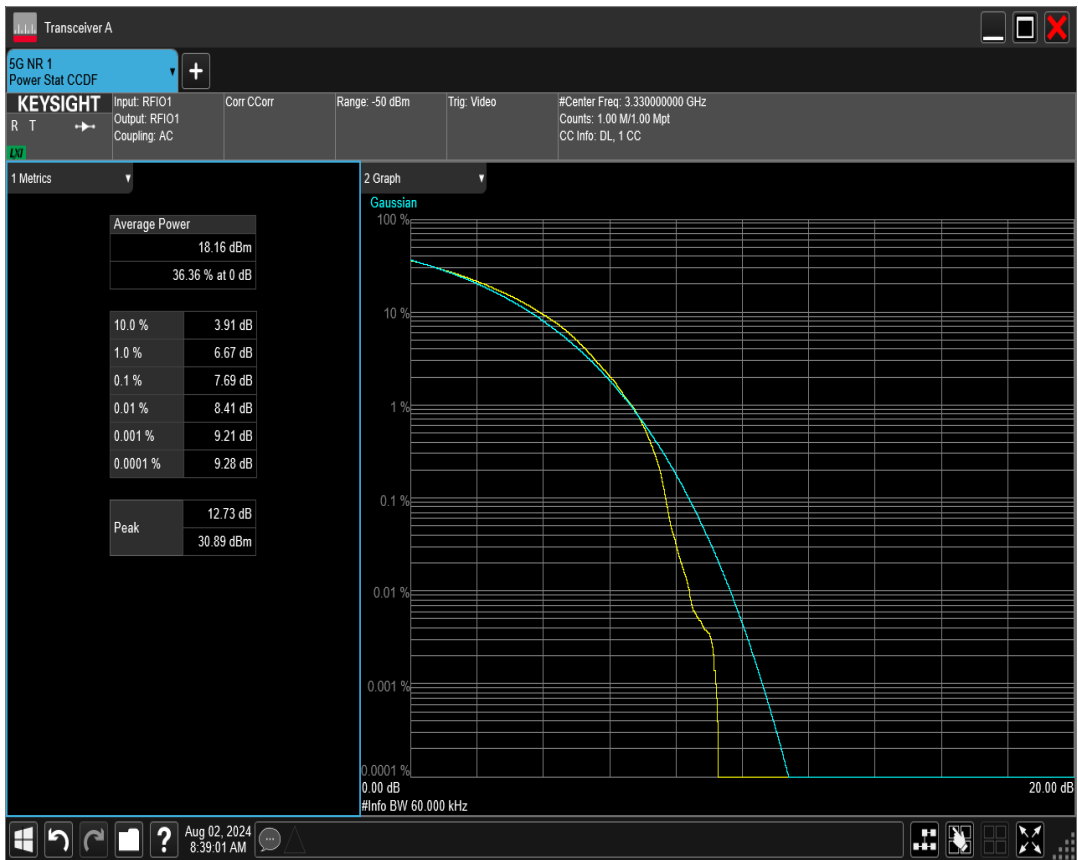 Transceiver A
5G NR 1
Power Stat CCDF
KEYSIGHT
R T
LXI
Input: RFIO1
Output: RFIO1
Coupling: AC
Corr CCorr
Range: -50 dBm
Trig: Video
#Center Freq: 3.330000000 GHz
Counts: 1.00 M/1.00 Mpt
CC Info: DL, 1 CC
1 Metrics
Average Power
18.16 dBm
36.36 % at 0 dB
10.0 % 3.91 dB
1.0 % 6.67 dB
0.1 % 7.69 dB
0.01 % 8.41 dB
0.001 % 9.21 dB
0.0001 % 9.28 dB
Peak
12.73 dB
30.89 dBm
2 Graph
Gaussian
100 %
10 %
1 %
0.1 %
0.01 %
0.001 %
0.0001 %
0.00 dB 20.00 dB
#Info BW 60.000 kHz
?
Aug 02, 2024
8:39:01 AM